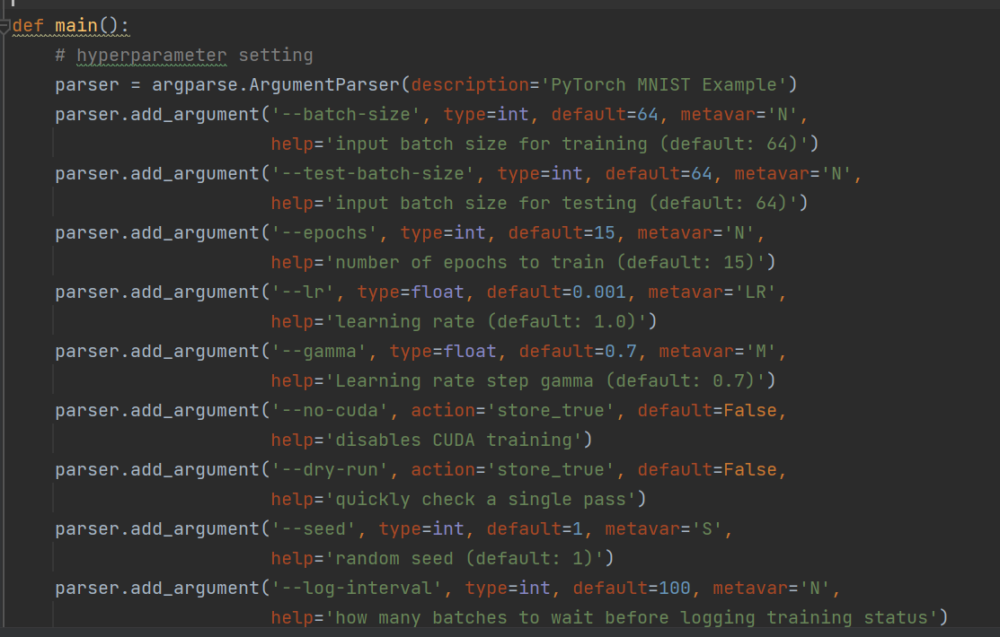 def main():
    # hyperparameter setting
    parser = argparse.ArgumentParser(description='PyTorch MNIST Example')
    parser.add_argument('--batch-size', type=int, default=64, metavar='N',
                        help='input batch size for training (default: 64)')
    parser.add_argument('--test-batch-size', type=int, default=64, metavar='N',
                        help='input batch size for testing (default: 64)')
    parser.add_argument('--epochs', type=int, default=15, metavar='N',
                        help='number of epochs to train (default: 15)')
    parser.add_argument('--lr', type=float, default=0.001, metavar='LR',
                        help='learning rate (default: 1.0)')
    parser.add_argument('--gamma', type=float, default=0.7, metavar='M',
                        help='Learning rate step gamma (default: 0.7)')
    parser.add_argument('--no-cuda', action='store_true', default=False,
                        help='disables CUDA training')
    parser.add_argument('--dry-run', action='store_true', default=False,
                        help='quickly check a single pass')
    parser.add_argument('--seed', type=int, default=1, metavar='S',
                        help='random seed (default: 1)')
    parser.add_argument('--log-interval', type=int, default=100, metavar='N',
                        help='how many batches to wait before logging training status')